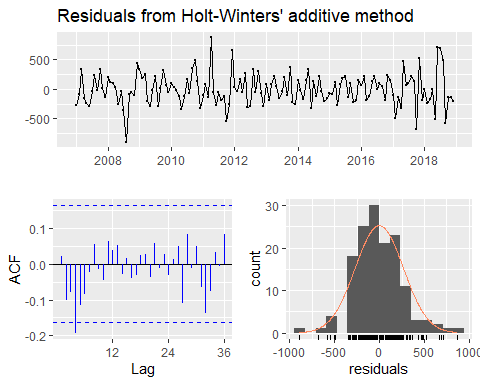 Residuals from Holt-Winters' additive method
500
0
-500
2008 2010 2012 2014 2016 2018
ACF
0.1
0.0
-0.1
-0.2
12 24 36
Lag
count
30
20
10
0
-1000 -500 0 500 1000
residuals